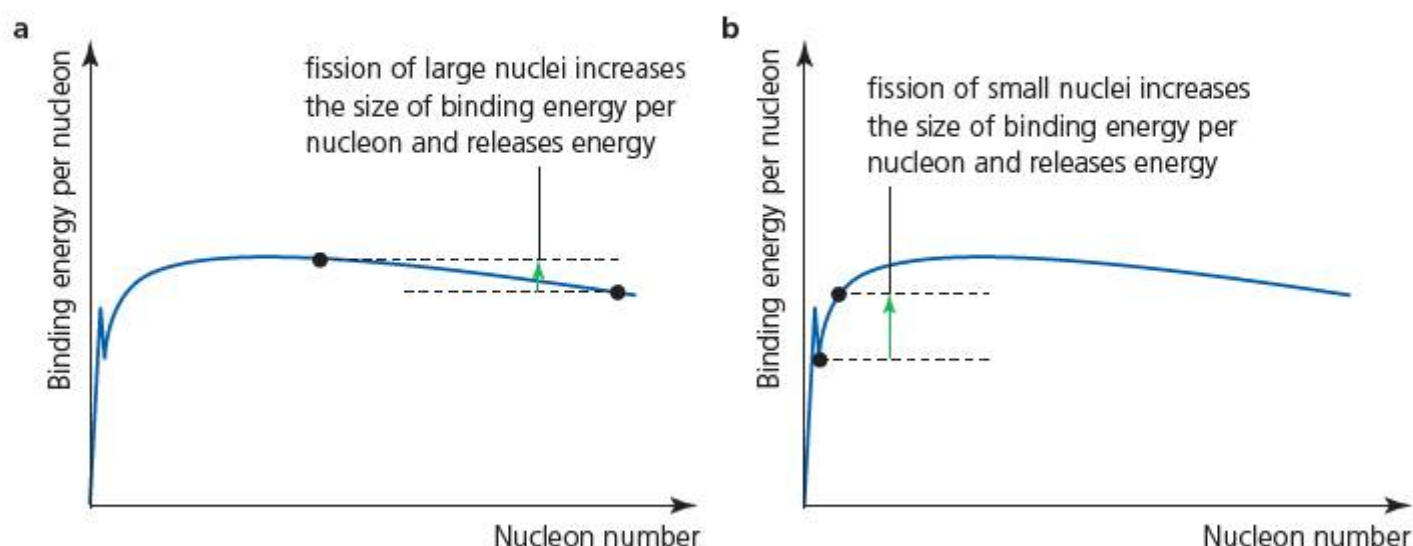 a
fission of large nuclei increases
the size of binding energy per
nucleon and releases energy
Binding energy per nucleon
Nucleon number
b
fission of small nuclei increases
the size of binding energy per
nucleon and releases energy
Binding energy per nucleon
Nucleon number